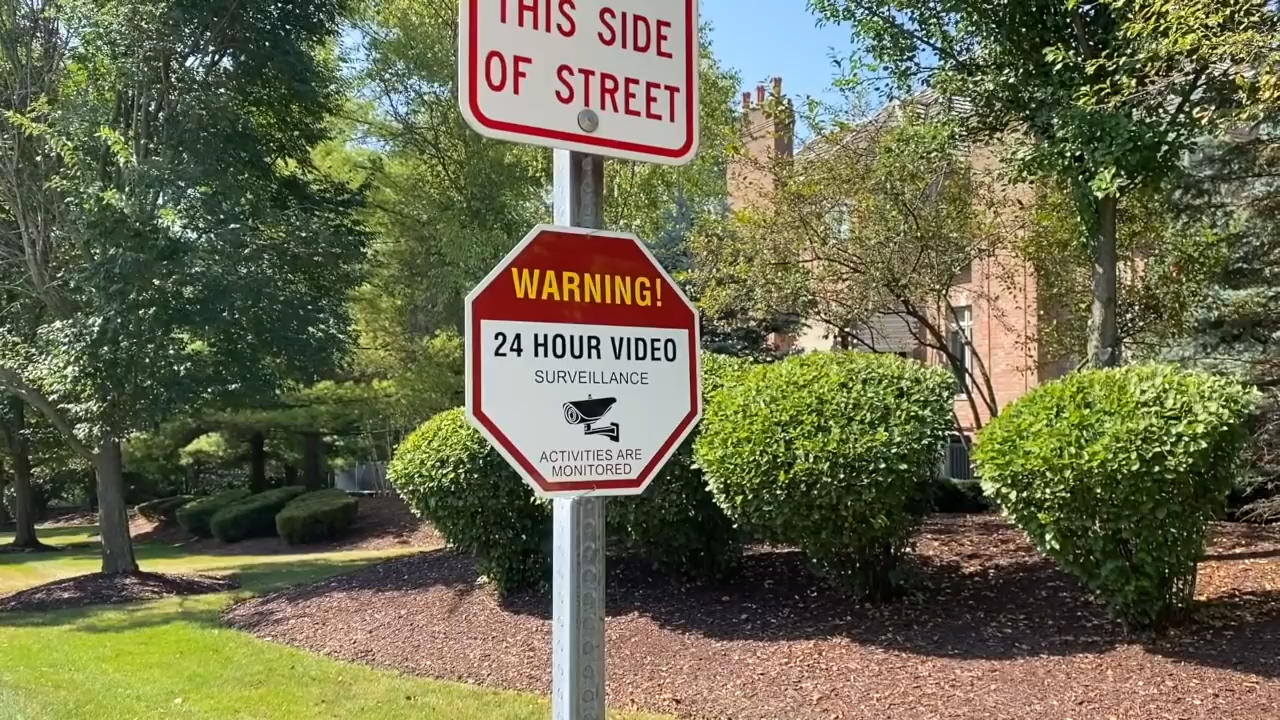 THIS SIDE
OF STREET
WARNING!
24 HOUR VIDEO
SURVEILLANCE
ACTIVITIES ARE
MONITORED